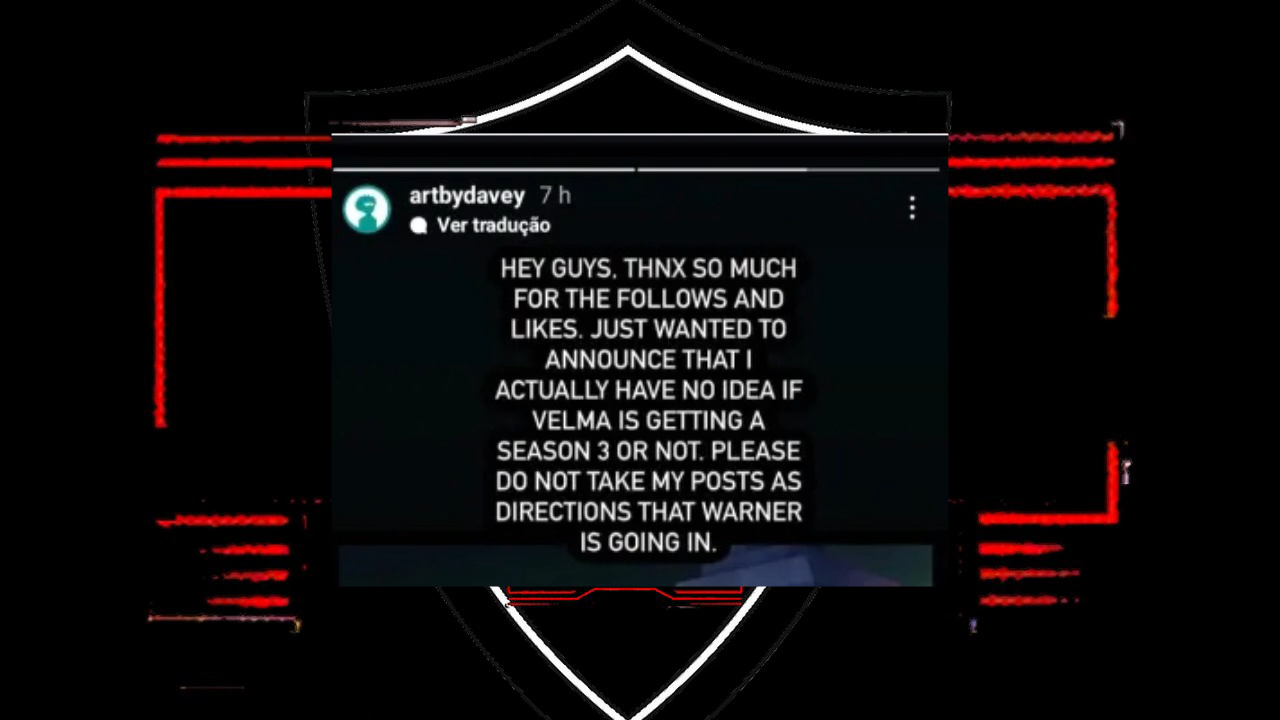 artbydavey 7 h
Ver tradução
HEY GUYS, THNX SO MUCH
FOR THE FOLLOWS AND
LIKES. JUST WANTED TO
ANNOUNCE THAT I
ACTUALLY HAVE NO IDEA IF
VELMA IS GETTING A
SEASON 3 OR NOT. PLEASE
DO NOT TAKE MY POSTS AS
DIRECTIONS THAT WARNER
IS GOING IN.